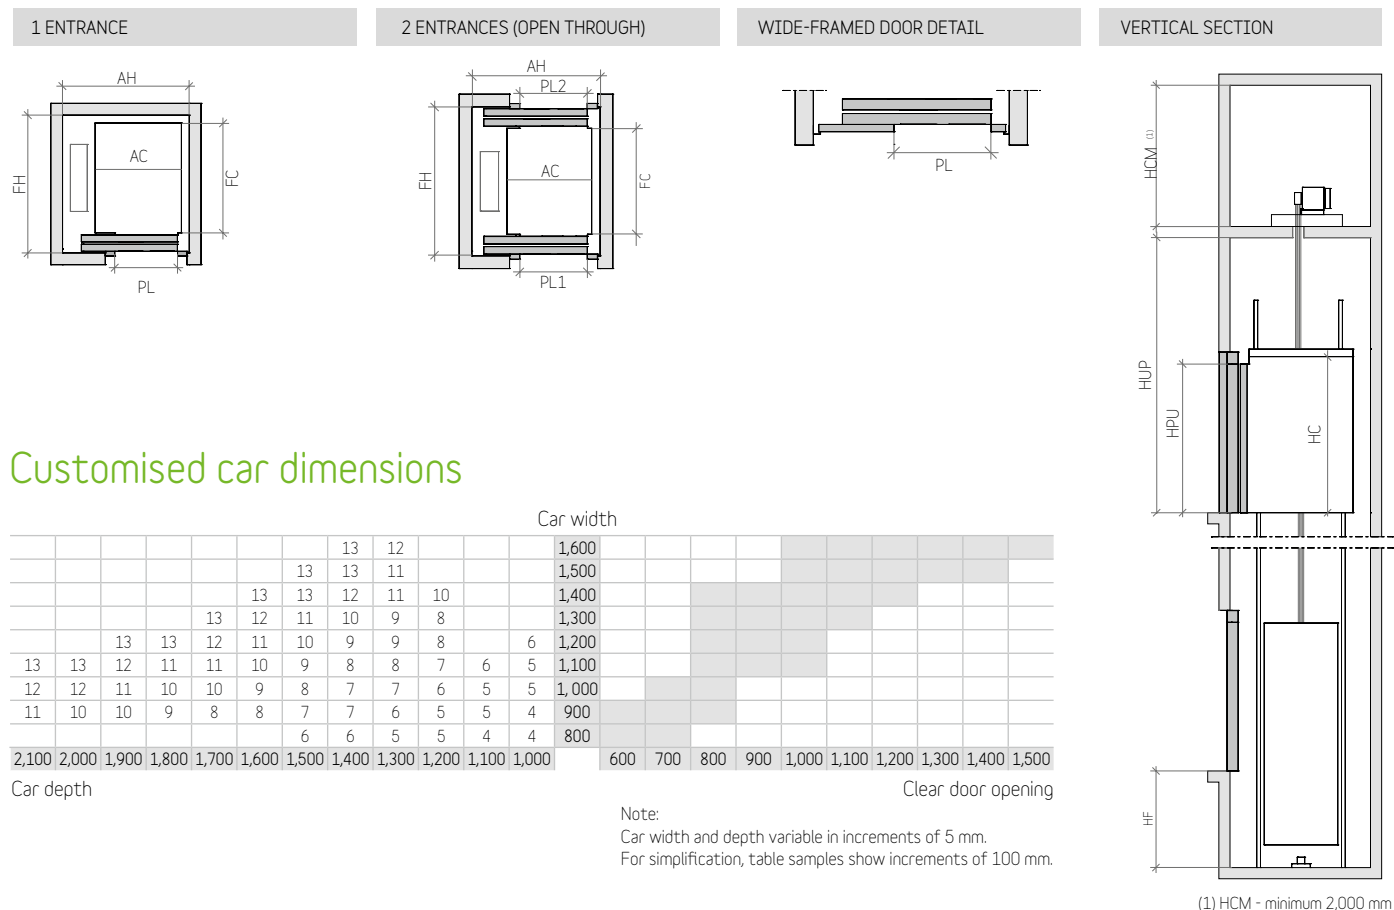 1 ENTRANCE
2 ENTRANCES (OPEN THROUGH)
WIDE-FRAMED DOOR DETAIL
VERTICAL SECTION
AH
FH
AC
FC
PL
AH
PL2
FH
AC
FC
PL1
PL
HCM (1)
HUP
HPU
HC
HF
Customised car dimensions
Car width
13 12 1,600
13 13 11 1,500
13 13 12 11 10 1,400
13 12 11 10 9 8 1,300
13 13 12 11 10 9 9 8 6 1,200
13 13 12 11 11 10 9 8 8 7 6 5 1,100
12 12 11 10 10 9 8 7 7 6 5 5 1, 000
11 10 10 9 8 8 7 7 6 5 5 4 900
6 6 5 5 4 4 800
2,100 2,000 1,900 1,800 1,700 1,600 1,500 1,400 1,300 1,200 1,100 1,000 600 700 800 900 1,000 1,100 1,200 1,300 1,400 1,500
Car depth
Clear door opening
Note:
Car width and depth variable in increments of 5 mm.
For simplification, table samples show increments of 100 mm.
(1) HCM - minimum 2,000 mm